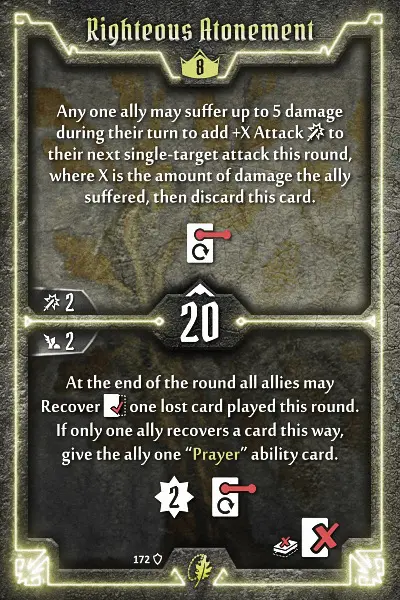 Righteous Atonement
8
Any one ally may suffer up to 5 damage
during their turn to add +X Attack to
their next single-target attack this round,
where X is the amount of damage the ally
suffered, then discard this card.
2
20
2
At the end of the round all allies may
Recover one lost card played this round.
If only one ally recovers a card this way,
give the ally one “Prayer” ability card.
2
172